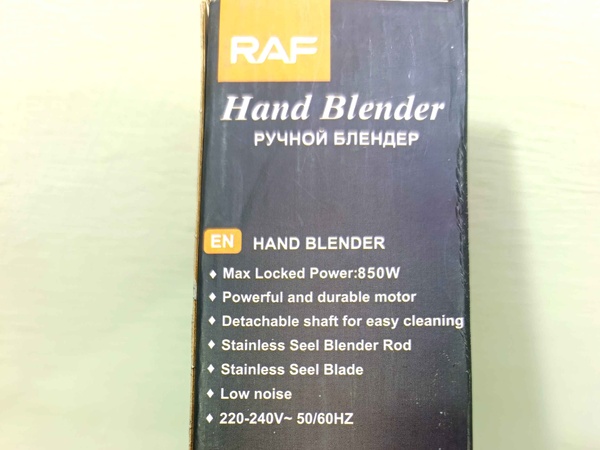 RAF
Hand Blender
РУЧНОЙ БЛЕНДЕР
EN HAND BLENDER
♦ Max Locked Power:850W
♦ Powerful and durable motor
♦ Detachable shaft for easy cleaning
♦ Stainless Seel Blender Rod
♦ Stainless Seel Blade
♦ Low noise
♦ 220-240V~ 50/60HZ